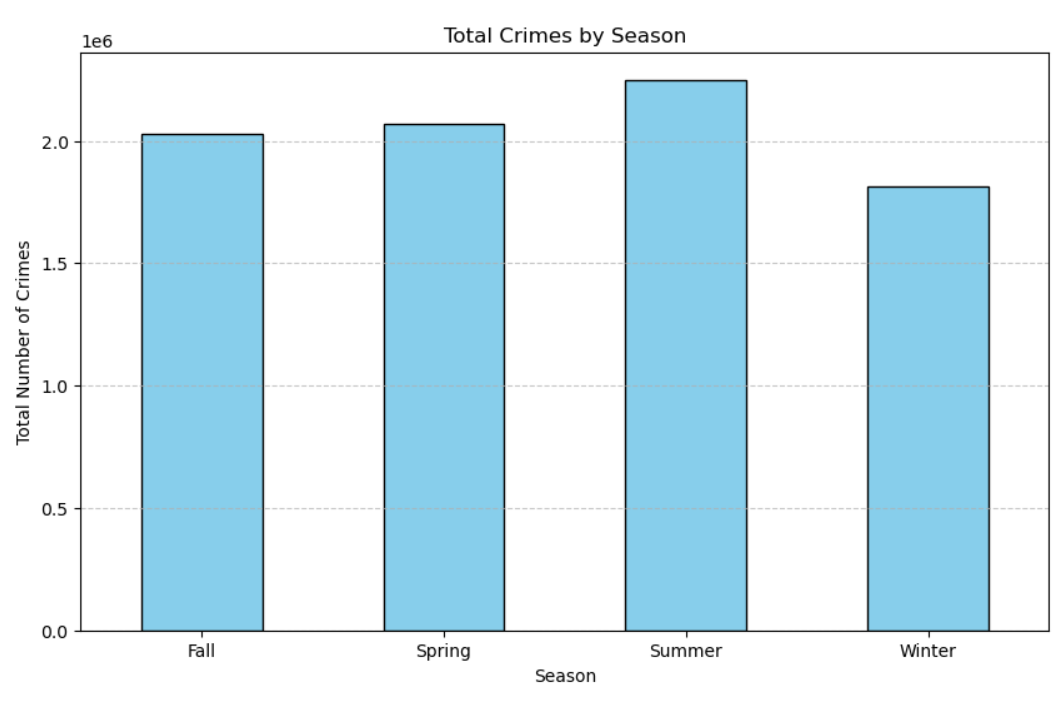 Total Crimes by Season
1e6
Total Number of Crimes
2.0
1.5
1.0
0.5
0.0
Fall Spring Summer Winter
Season